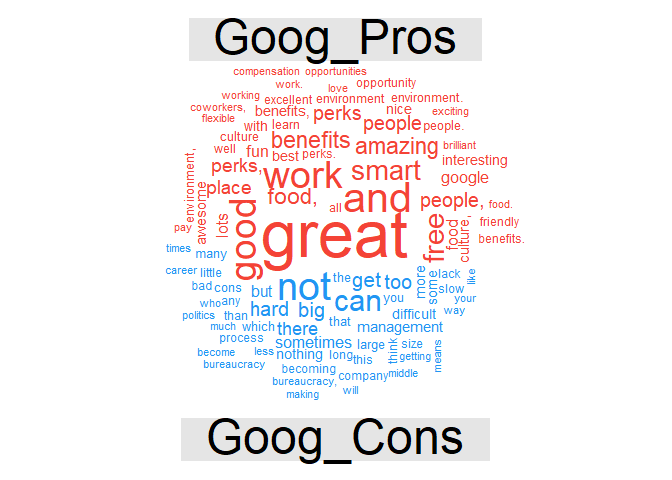 Goog_Pros
compensation opportunities
work. love opportunity
working excellent environment environment.
coworkers, benefits, perks nice exciting
flexible with learn people people.
culture benefits amazing brilliant
well fun best perks. interesting
perks, work smart google
environment, place food, all and people, food.
awesome lots good great free food culture, friendly
pay benefits.
times many not the get too more some lack like
career little can you slow your
bad cons but hard big difficult way
who any than there that management
politics much which
process sometimes large think size means
become less nothing long this getting
bureaucracy becoming company middle
bureaucracy, will
making
Goog_Cons